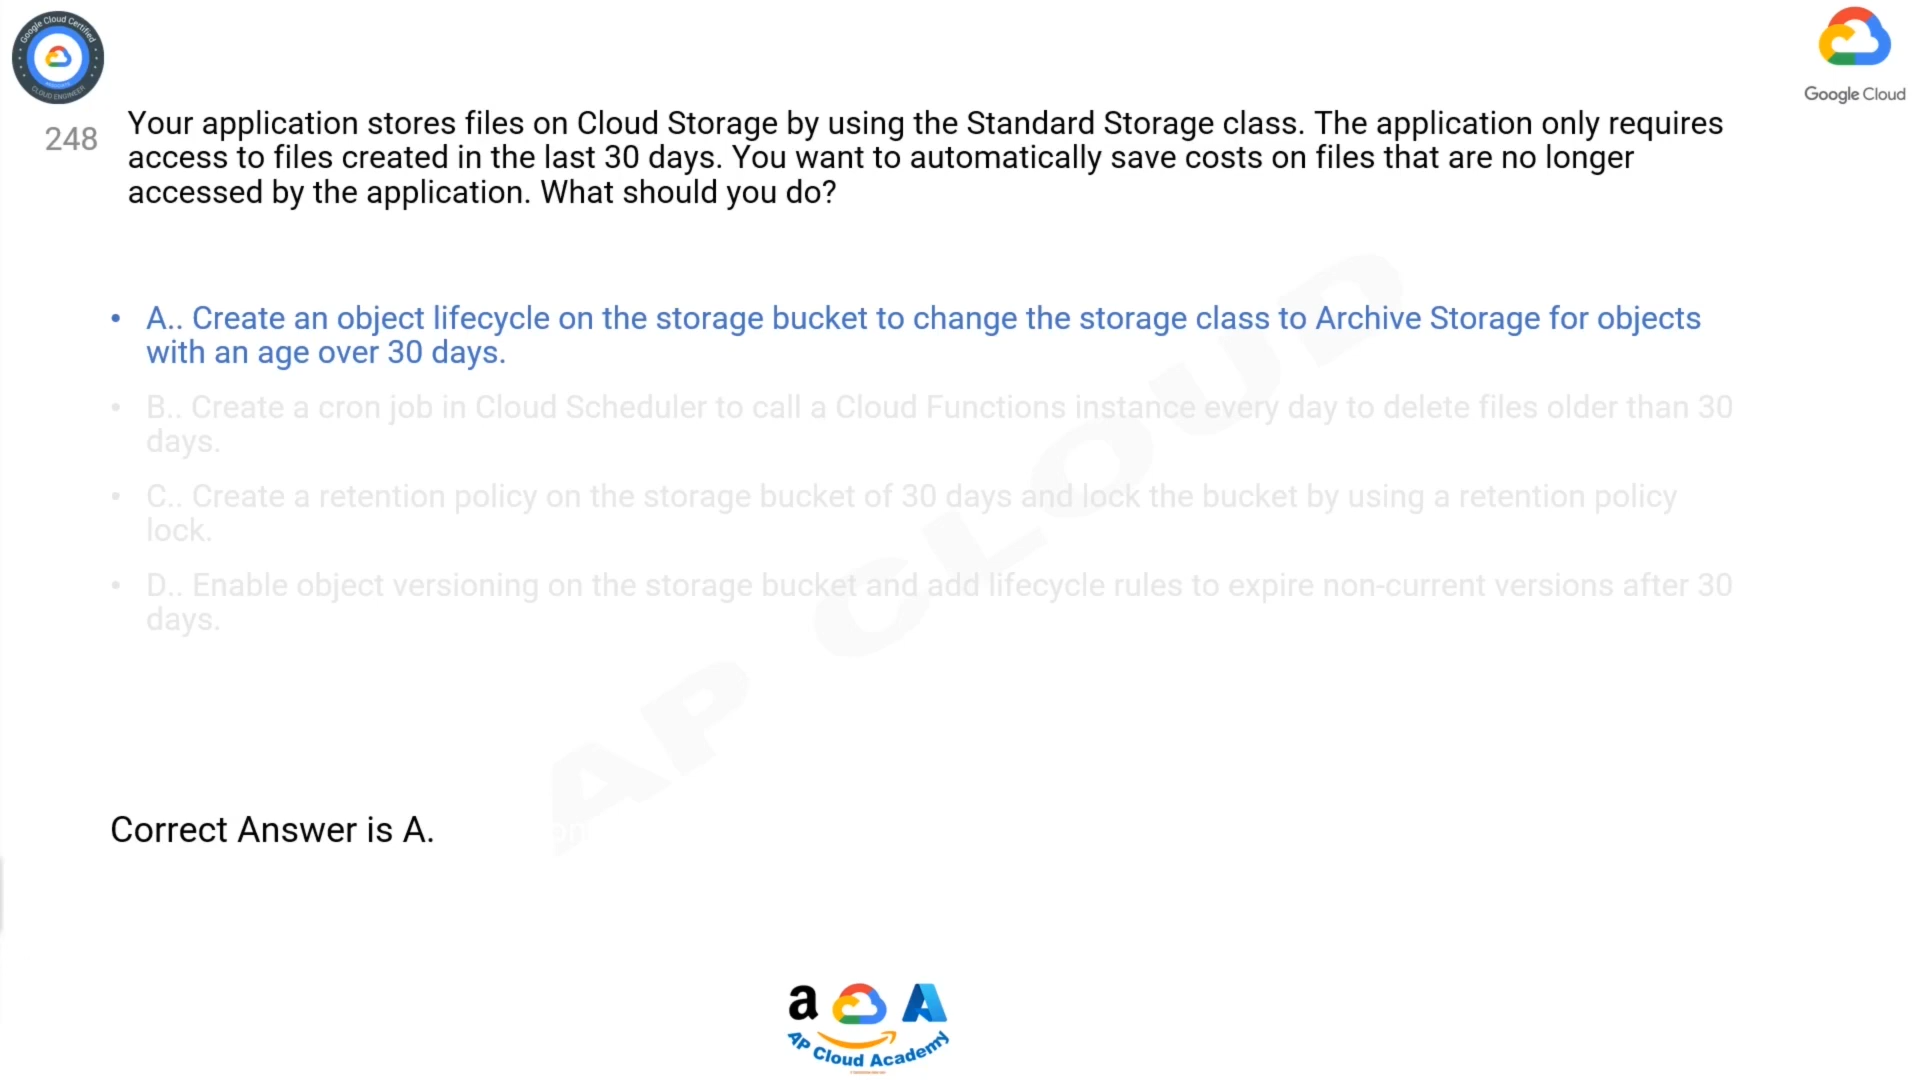 Google Cloud Certified
CLOUD ENGINEER
Google Cloud
248
Your application stores files on Cloud Storage by using the Standard Storage class. The application only requires
access to files created in the last 30 days. You want to automatically save costs on files that are no longer
accessed by the application. What should you do?
• A.. Create an object lifecycle on the storage bucket to change the storage class to Archive Storage for objects
with an age over 30 days.
• B.. Create a cron job in Cloud Scheduler to call a Cloud Functions instance every day to delete files older than 30
days.
• C.. Create a retention policy on the storage bucket of 30 days and lock the bucket by using a retention policy
lock.
• D.. Enable object versioning on the storage bucket and add lifecycle rules to expire non-current versions after 30
days.
AP CLOUD
Correct Answer is A.
a
AP Cloud Academy